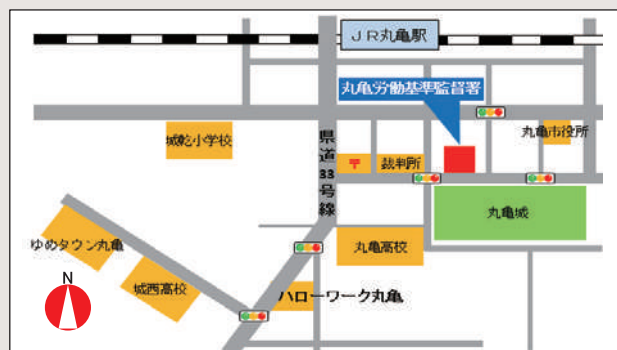 JR丸亀駅
丸亀労働基準監督署
城乾小学校
県道33号線
〒
裁判所
丸亀市役所
丸亀城
丸亀高校
ゆめタウン丸亀
城西高校
ハローワーク丸亀
N